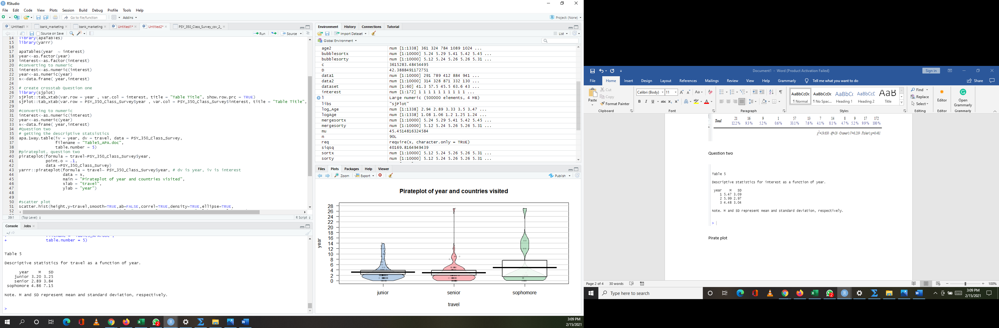 RStudio
File Edit Code View Plots Session Build Debug Profile Tools Help
Go to file/function Addins Project: (None)
Untitled1 bank_marketing bank_marketing Untitled1* Untitled2* PSY_350_Class_Survey_csv_2_
Source on Save Run Source
14 library(apaTables)
15 library(yarrr)
16
17 apaTables(year ~ interest)
18 year<-as.factor(year)
19 interest<-as.factor(interest)
20 #converting to numeric
21 interest<-as.numeric(interest)
22 year<-as.numeric(year)
23 x<-data.frame( year,interest)
24
25 # create crosstab Question one
26 library(sjplot)
27 sjPlot::tab_xtab(var.row = year , var.col = interest, title = "Table Title", show.row.prc = TRUE)
28 sjPlot::tab_xtab(var.row = PSY_350_Class_Survey$year , var.col = PSY_350_Class_Survey$interest, title = "Table Title",
29
30 #converting to numeric
31 interest<-as.numeric(interest)
32 year<-as.numeric(year)
33 x<-data.frame( year,interest)
34 #Question two
35 # getting the descriptive statsistics
36 apa.1way.table(iv = year, dv = travel, data = PSY_350_Class_Survey,
37 filename = "Table5_APA.doc",
38 table.number = 5)
39 #pirateplot, question two
40 pirateplot(formula = travel~PSY_350_Class_Survey$year,
41 point.o = .1,
42 data =PSY_350_Class_Survey)
43 yarrr::pirateplot(formula = travel~ PSY_350_Class_Survey$year, # dv is year, iv is interest
44 data = x,
45 main = "Pirateplot of year and countries visited",
46 xlab = "travel",
47 ylab = "year")
48
49
50 #scatter plot
51 scatter.hist(height,y=travel,smooth=TRUE,ab=FALSE,correl=TRUE,density=TRUE,ellipse=TRUE,
52
39:1 (Top Level) R Script
Console Jobs
~/
+ filename = "Table5_APA.doc",
+ table.number = 5)
Table 5
Descriptive statistics for travel as a function of year.
year M SD
junior 3.20 3.25
senior 2.89 3.84
sophomore 4.86 7.15
Note. M and SD represent mean and standard deviation, respectively.
>
Environment History Connections Tutorial
Import Dataset List
Global Environment
age2 num [1:1338] 361 324 784 1089 1024 ...
bubblesortx num [1:10000] 5.24 5.29 5.41 5.42 5.45 ...
bubblesorty num [1:10000] 5.12 5.24 5.26 5.26 5.31 ...
c 3615283.48454495
D 42.3888491172751
data1 num [1:10000] 291 789 412 884 941 ...
data2 num [1:10000] 314 328 871 332 130 ...
dataset num [1:60] 41.3 57.5 45.5 63.6 43 ...
interest num [1:172] 1 1 1 1 1 1 1 1 1 1 ...
l Large numeric (500000 elements, 4 MB)
libs "sjPlot"
log_Age num [1:1338] 2.94 2.89 3.33 3.5 3.47 ...
logAge num [1:1338] 1.08 1.06 1.2 1.25 1.24 ...
mergesortx num [1:10000] 5.24 5.29 5.41 5.42 5.45 ...
mergesorty num [1:10000] 5.12 5.24 5.26 5.26 5.31 ...
mu 45.4514816324584
n 90L
req require(x, character.only = TRUE)
siqsq 40169.8164949439
sortx num [1:10000] 5.12 5.24 5.26 5.26 5.31 ...
sorty num [1:10000] 5.12 5.24 5.26 5.26 5.31 ...
Files Plots Packages Help Viewer
Zoom Export Publish
Pirateplot of year and countries visited
28
26
24
22
20
18
16
14
12
10
8
6
4
2
0
year
junior senior sophomore
travel
3:09 PM
2/15/2021
Document1 - Word (Product Activation Failed) Sign in
File Home Insert Design Layout References Mailings Review View Help Grammarly Tell me what you want to do Share
Paste Cut
Copy
Format Painter
Calibri (Body) 11
AaBbCcDc AaBbCcDc AaBbCc AaBbCcE AaB
¶ Normal ¶ No Spac... Heading 1 Heading 2 Title
Find
Replace
Select
Editor
Open Grammarly
Clipboard Font Paragraph Styles Editing Editor Grammarly
Total 21 16 9 1 57 13 7 14 8 9 17 172
12.2 % 9.3 % 5.2 % 0.6 % 33.1 % 7.6 % 4.1 % 8.1 % 4.7 % 5.2 % 9.9 % 100 %
χ2=19.650 · df=20 · Cramer's V=0.239 · Fisher's p=0.481
Question two
Table 5
Descriptive statistics for interest as a function of year.
year M SD
1 5.47 3.09
2 5.99 2.97
3 4.48 3.04
Note. M and SD represent mean and standard deviation, respectively.
>
Pirate plot
Page 2 of 4 30 words 100%
Type here to search
3:09 PM
2/15/2021